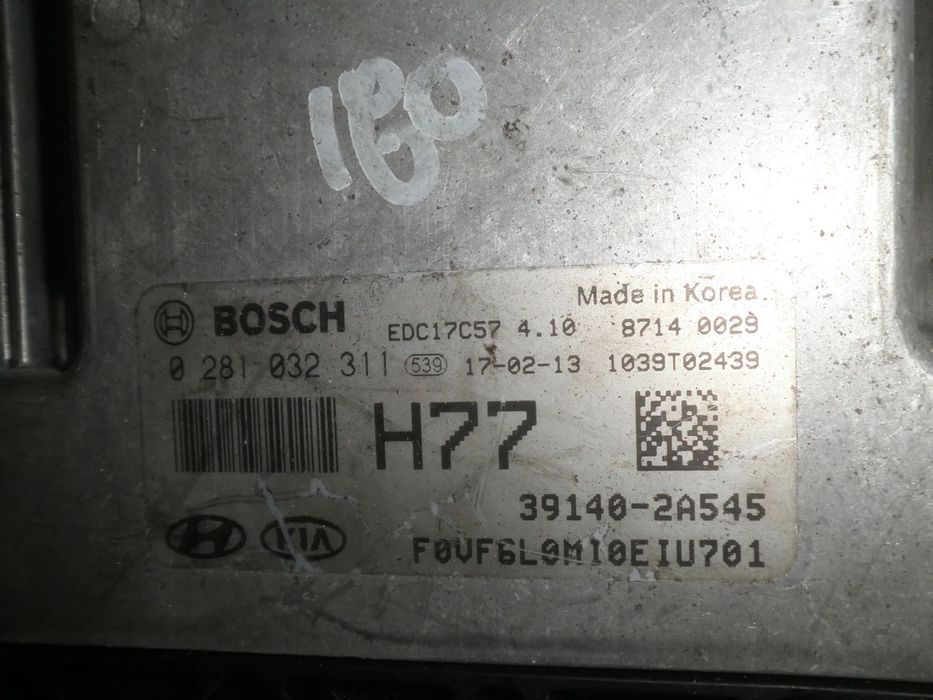 180
Made in Korea
BOSCH EDC17C57 4.10 8714 0029
0 281 032 311 539 17-02-13 1039T02439
H77
39140-2A545
KIA F0VF6L0MI0EIU701